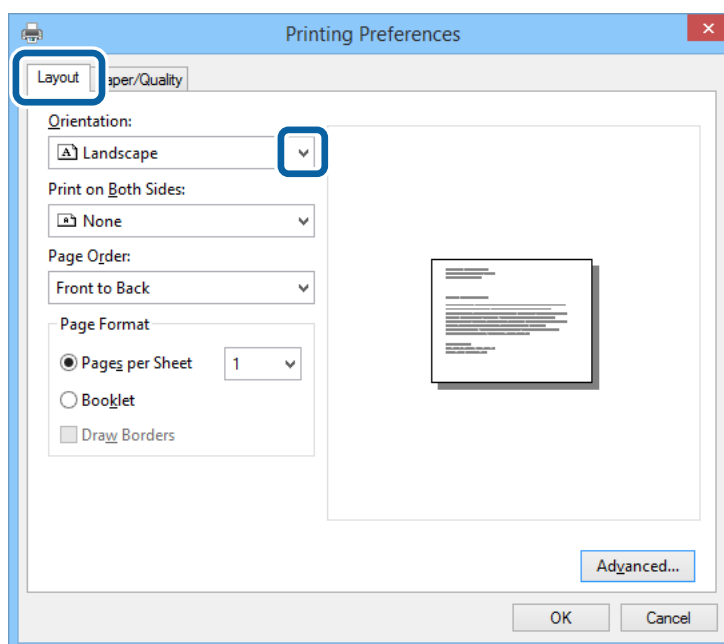 Printing Preferences
Layout aper/Quality
Orientation:
Landscape
Print on Both Sides:
None
Page Order:
Front to Back
Page Format
Pages per Sheet 1
Booklet
Draw Borders
Advanced...
OK Cancel